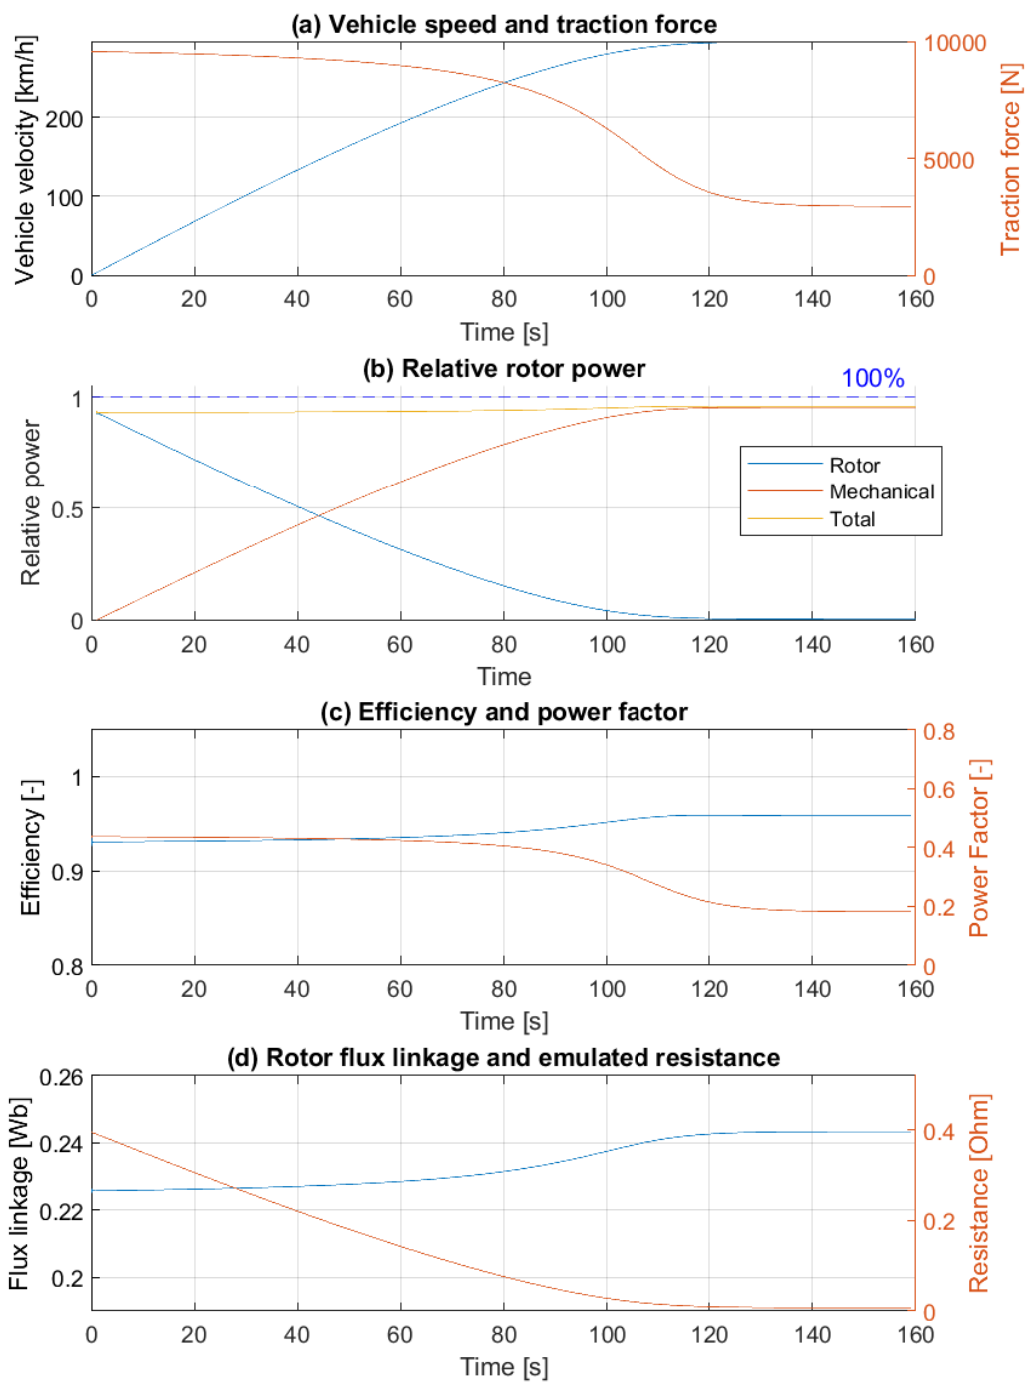 (a) Vehicle speed and traction force
Vehicle velocity [km/h]
0
100
200
0
5000
10000
Traction force [N]
0 20 40 60 80 100 120 140 160
Time [s]
(b) Relative rotor power
100%
Relative power
0
0.5
1
Rotor
Mechanical
Total
0 20 40 60 80 100 120 140 160
Time
(c) Efficiency and power factor
Efficiency [-]
0.8
0.9
1
0
0.2
0.4
0.6
0.8
Power Factor [-]
0 20 40 60 80 100 120 140 160
Time [s]
(d) Rotor flux linkage and emulated resistance
Flux linkage [Wb]
0.2
0.22
0.24
0.26
0
0.2
0.4
Resistance [Ohm]
0 20 40 60 80 100 120 140 160
Time [s]